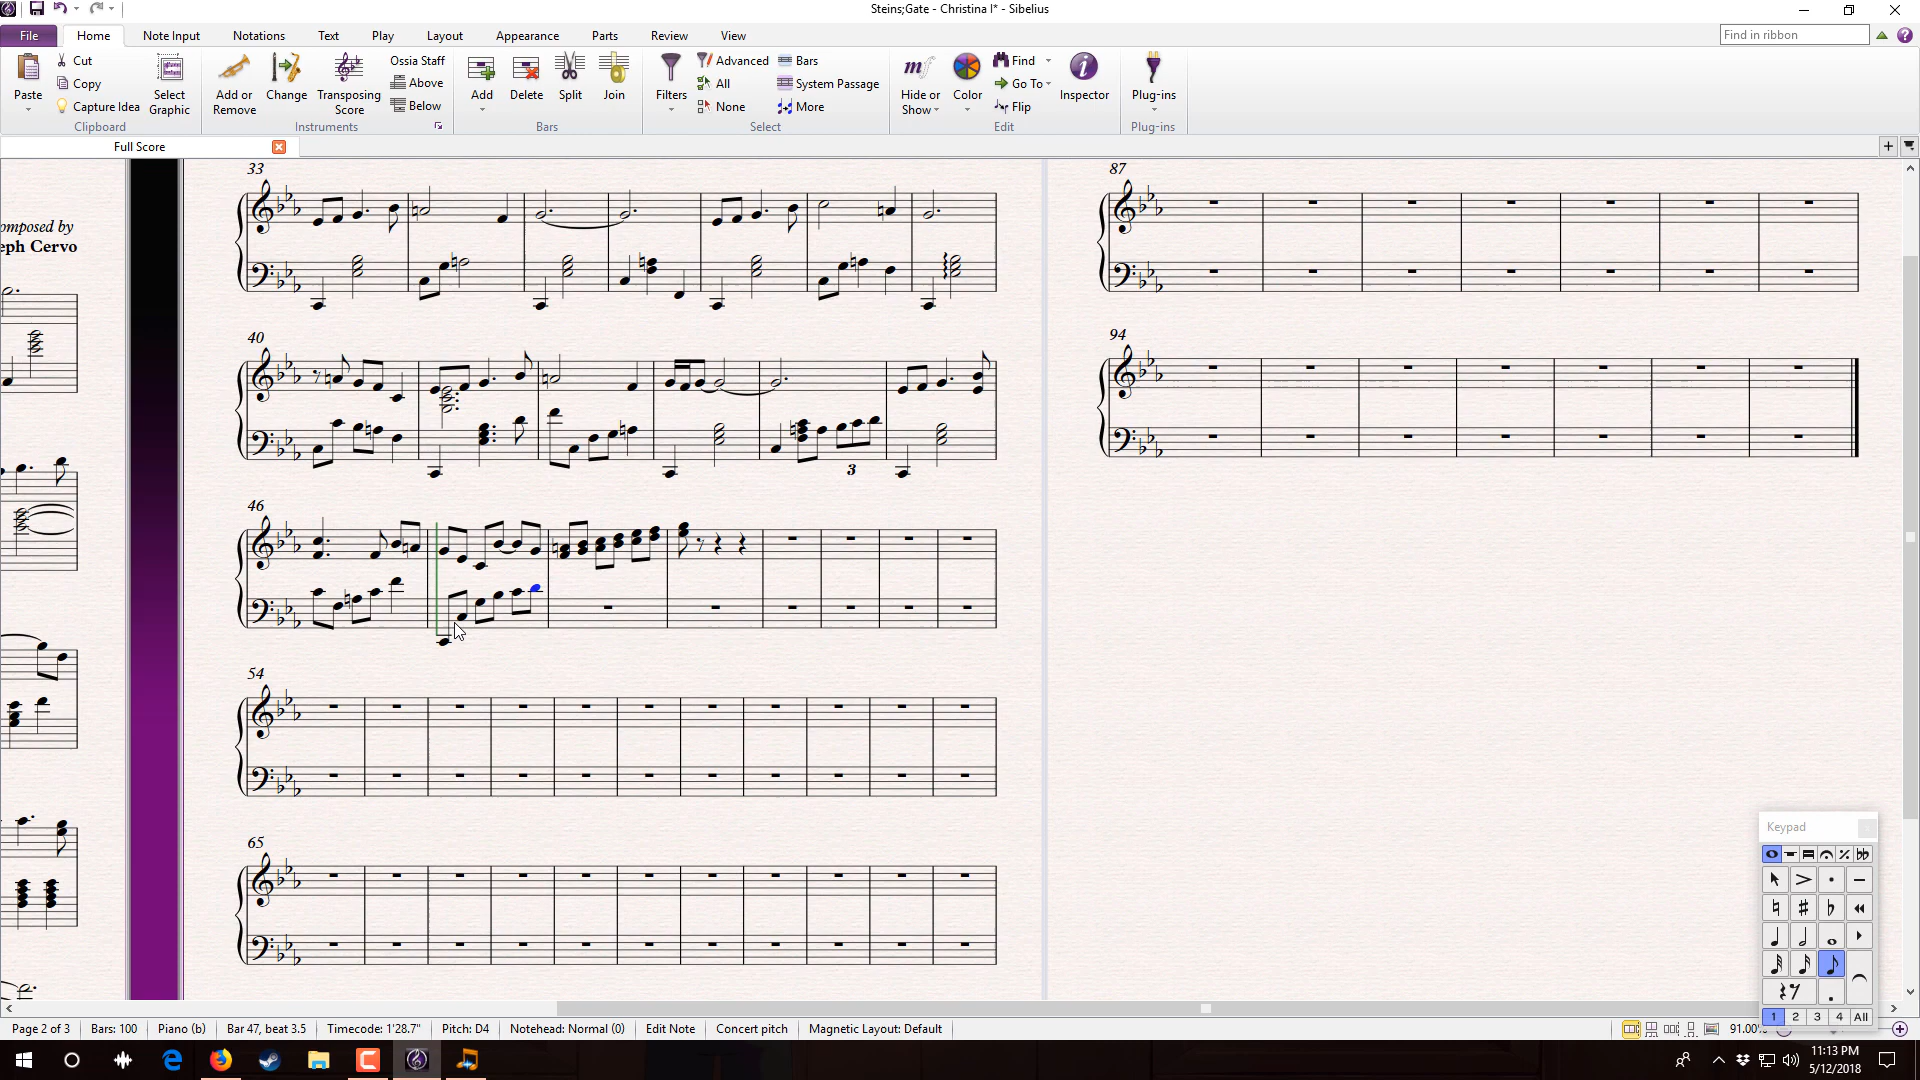 Steins;Gate - Christina I* - Sibelius
File Home Note Input Notations Text Play Layout Appearance Parts Review View Find in ribbon
Paste Cut Copy Capture Idea Select Graphic Clipboard
Add or Remove Change Transposing Score Ossia Staff Above Below Instruments
Add Delete Split Join Bars
Filters Advanced All None Bars System Passage More Select
Hide or Show Color Find Go To Flip Inspector Edit
Plug-ins Plug-ins
Full Score
omposed by
eph Cervo
33
40
3
46
54
65
87
94
Keypad
1 2 3 4 All
Page 2 of 3 Bars: 100 Piano (b) Bar 47, beat 3.5 Timecode: 1'28.7" Pitch: D4 Notehead: Normal (0) Edit Note Concert pitch Magnetic Layout: Default 91.00%
11:13 PM
5/12/2018